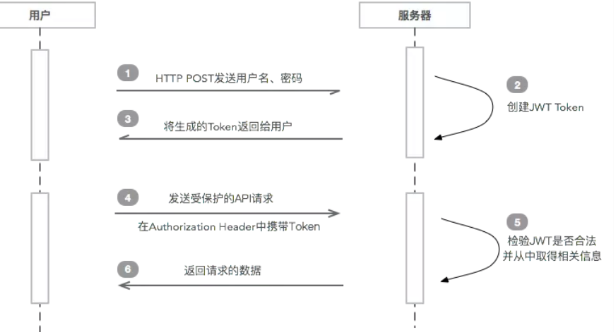 用户
服务器
1
HTTP POST发送用户名、密码
2
创建JWT Token
3
将生成的Token返回给用户
4
发送受保护的API请求
在Authorization Header中携带Token
5
检验JWT是否合法
并从中取得相关信息
6
返回请求的数据